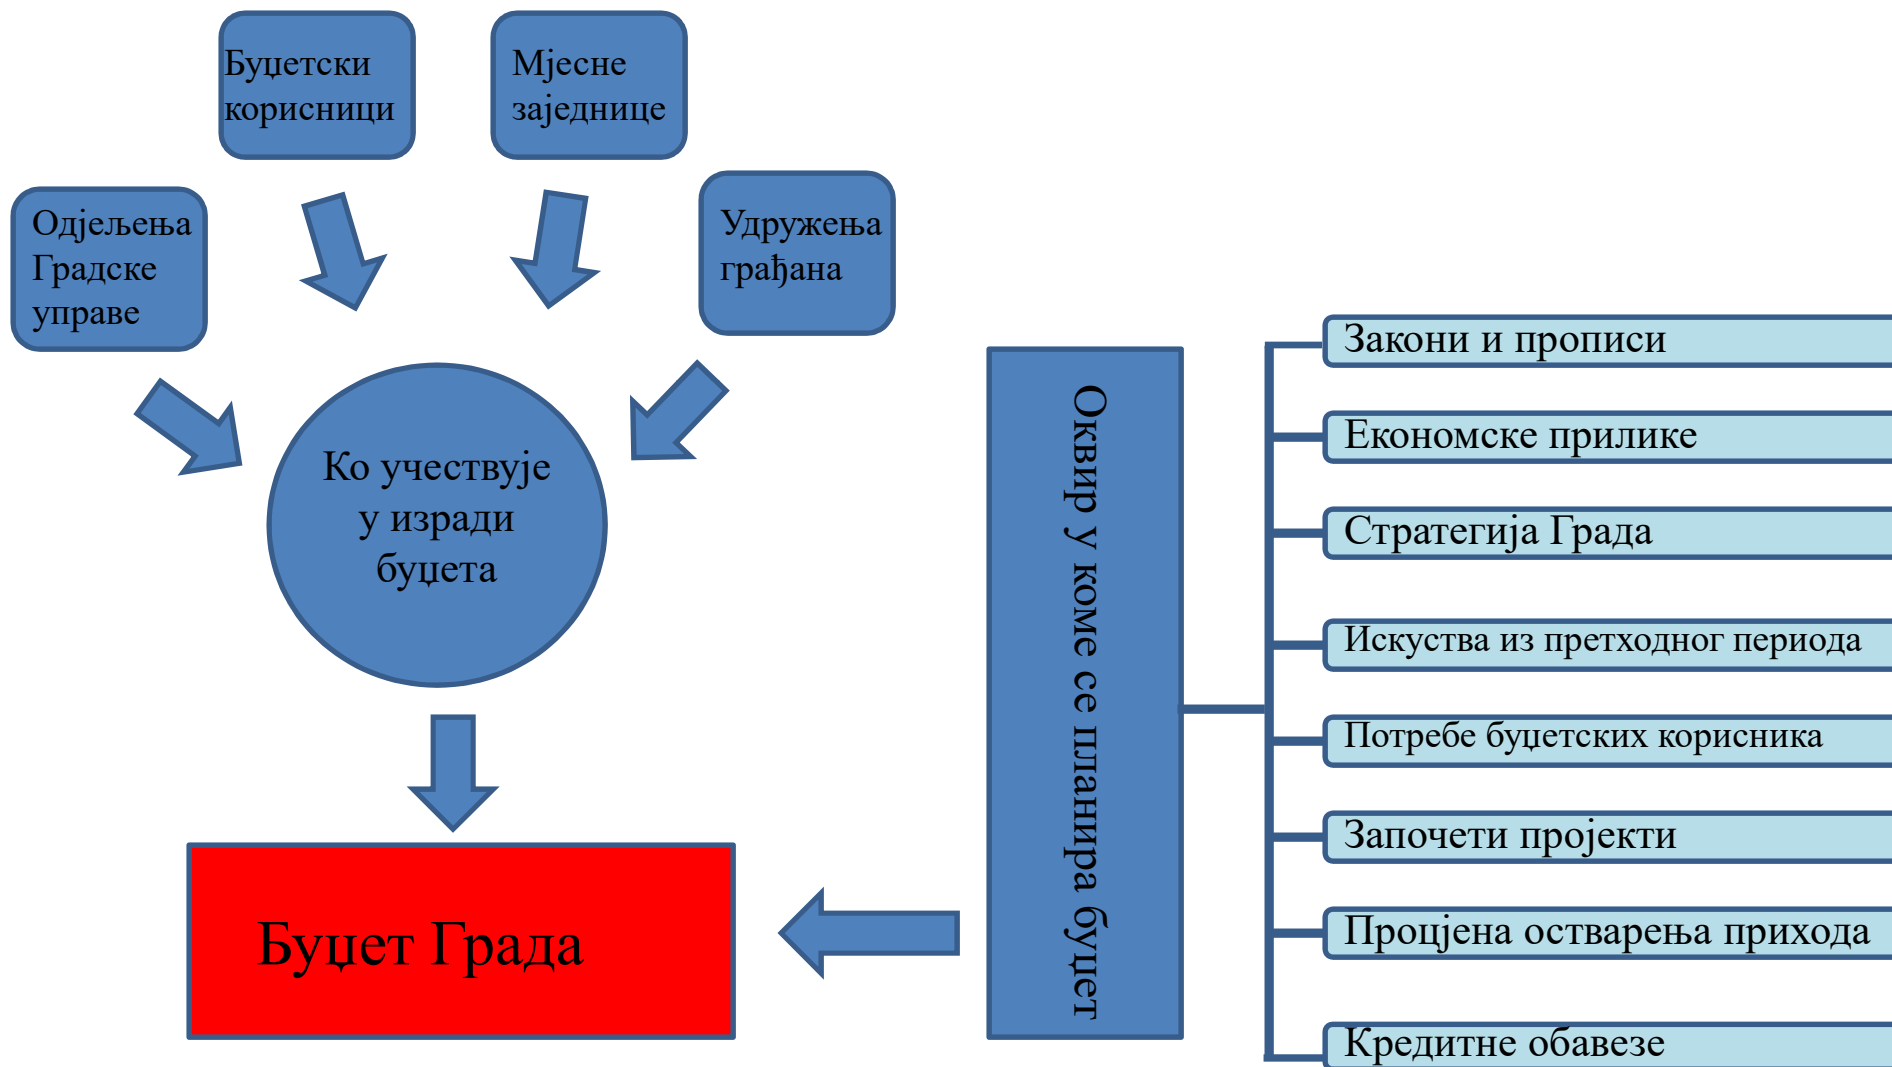 Буџетски
корисници
Мјесне
заједнице
Одјељења
Градске
управе
Удружења
грађана
Ко учествује
у изради
буџета
Буџет Града
Оквир у коме се планира буџет
Закони и прописи
Економске прилике
Стратегија Града
Искуства из претходног периода
Потребе буџетских корисника
Започети пројекти
Процјена остварења прихода
Кредитне обавезе